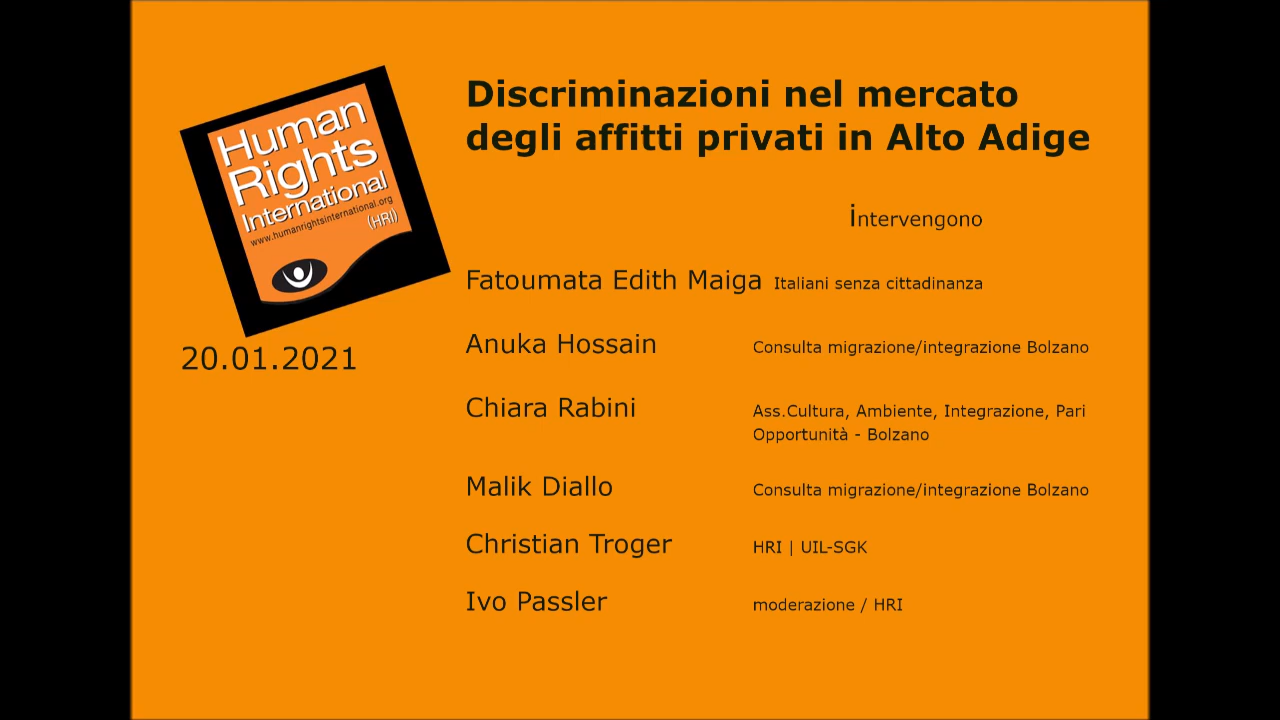 Human
Rights
International
www.humanrightsinternational.org
(HRI)
20.01.2021
Discriminazioni nel mercato
degli affitti privati in Alto Adige
intervengono
Fatoumata Edith Maiga Italiani senza cittadinanza
Anuka Hossain Consulta migrazione/integrazione Bolzano
Chiara Rabini Ass.Cultura, Ambiente, Integrazione, Pari
Opportunità - Bolzano
Malik Diallo Consulta migrazione/integrazione Bolzano
Christian Troger HRI | UIL-SGK
Ivo Passler moderazione / HRI